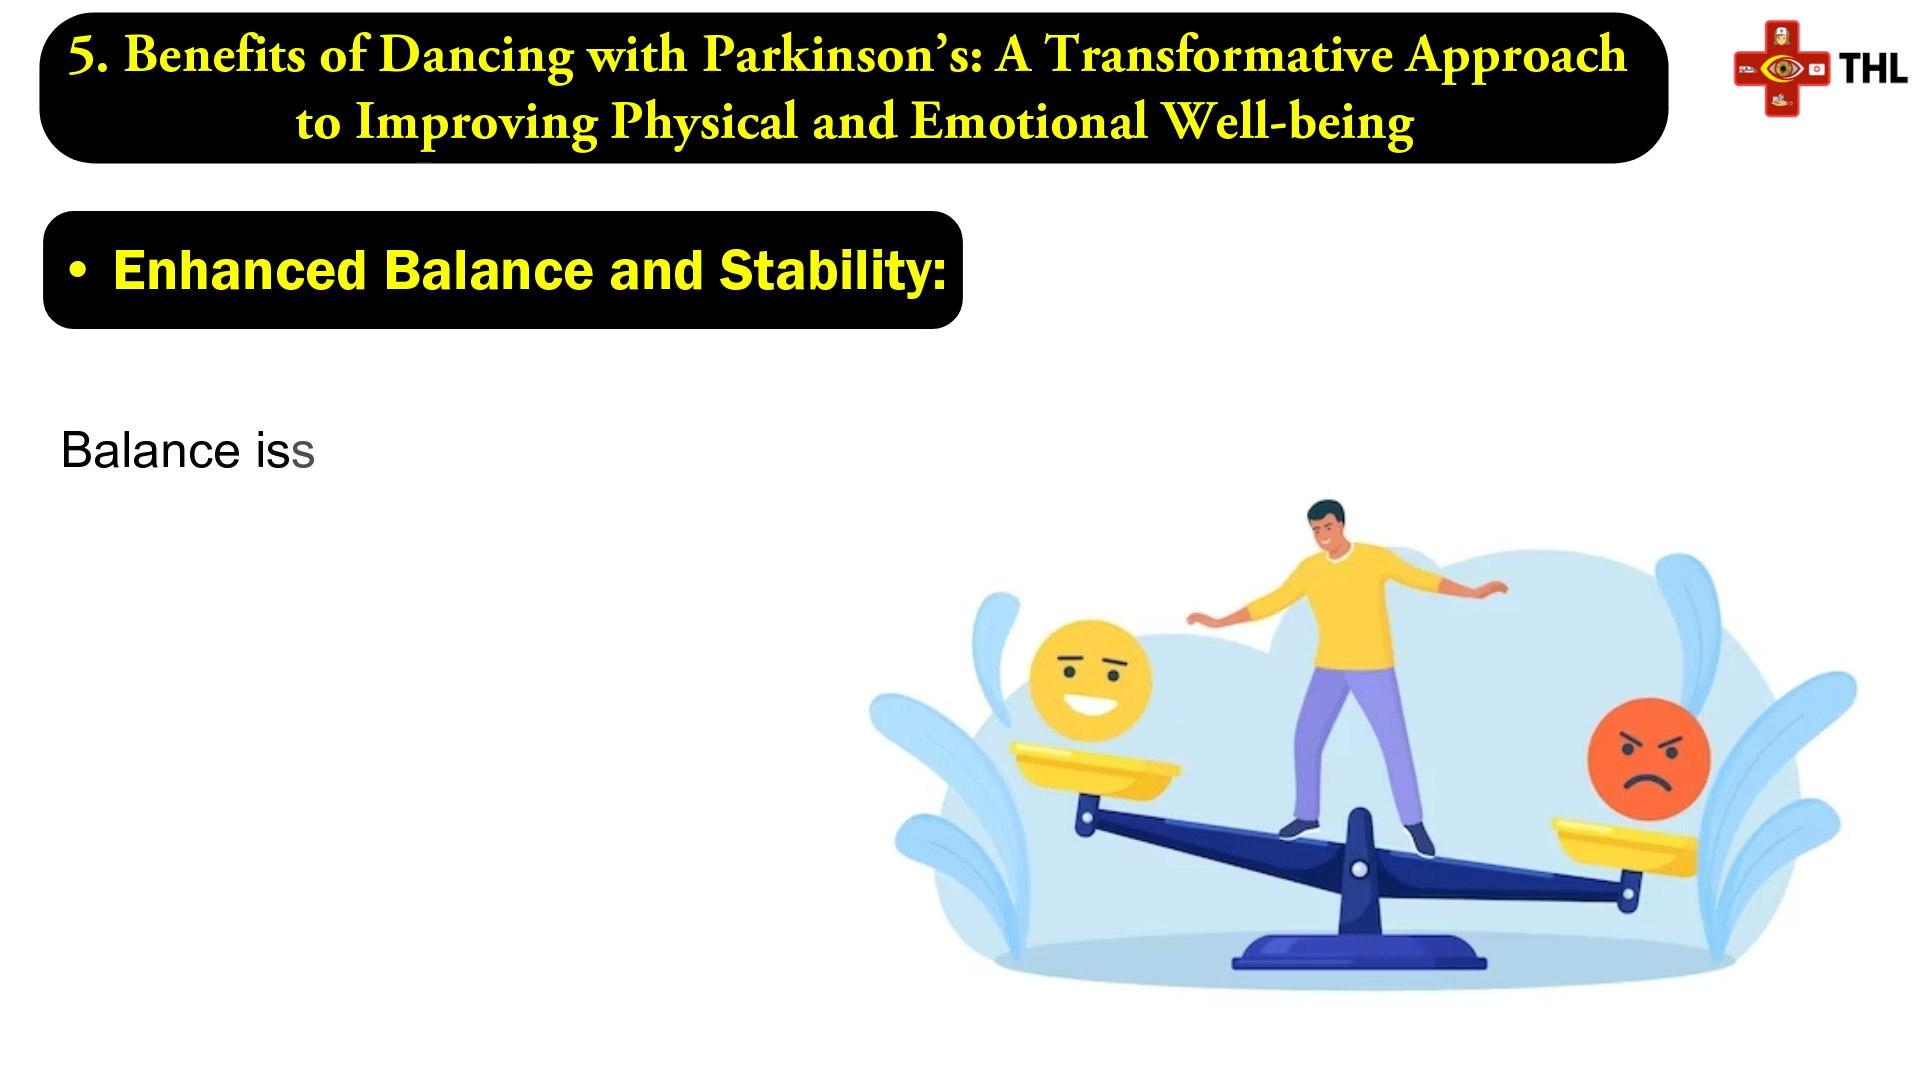 5. Benefits of Dancing with Parkinson’s: A Transformative Approach
to Improving Physical and Emotional Well-being
THL
• Enhanced Balance and Stability:
Balance iss